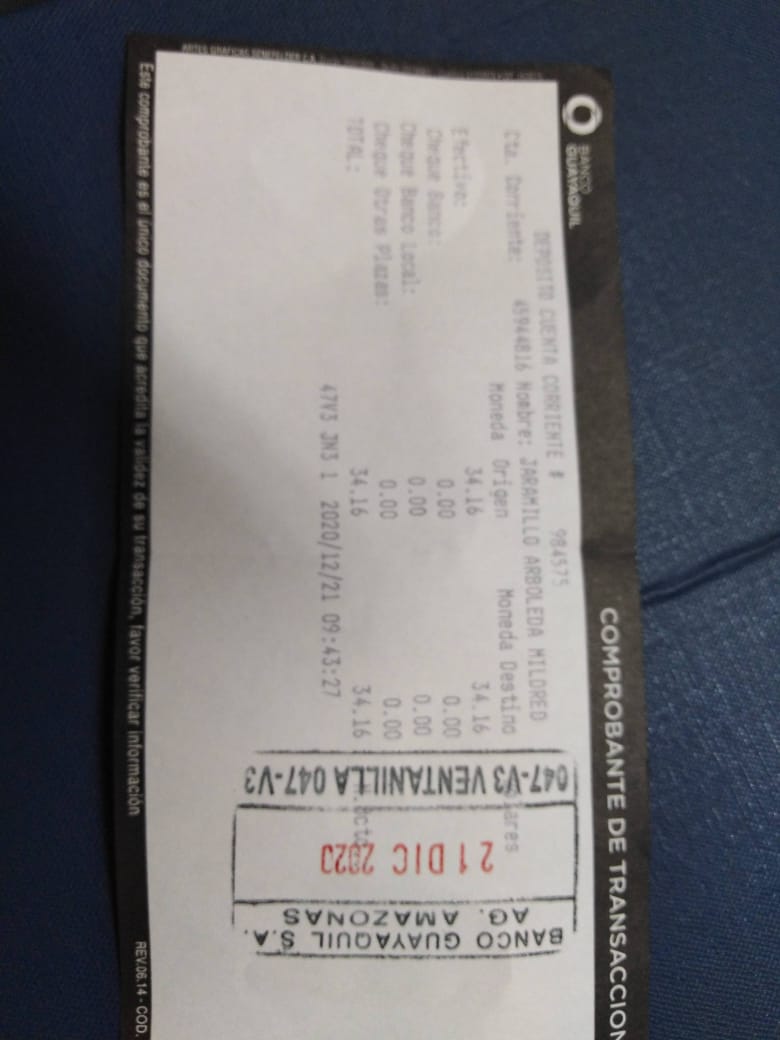 BANCO
GUAYAQUIL
COMPROBANTE DE TRANSACCION
DEPOSITO CUENTA CORRIENTE # 984575
Cta. Corriente: 45944816 Nombre: JARAMILLO ARBOLEDA MILDRED
Moneda Origen Moneda Destino
Efectivo: 34.16 34.16
Cheque Banco: 0.00 0.00
Cheque Banco Local: 0.00 0.00
Cheque Otras Plazas: 0.00 0.00
TOTAL: 34.16 34.16
47V3 JN3 1 2020/12/21 09:43:27
BANCO GUAYAQUIL S.A.
AG. AMAZONAS
21 DIC 2020
047-V3 VENTANILLA 047-V3
Este comprobante es el único documento que acredita la validez de su transacción, favor verificar información
REV.06.14 - COD.
ARTES GRAFICAS SENEFELDER C.A.